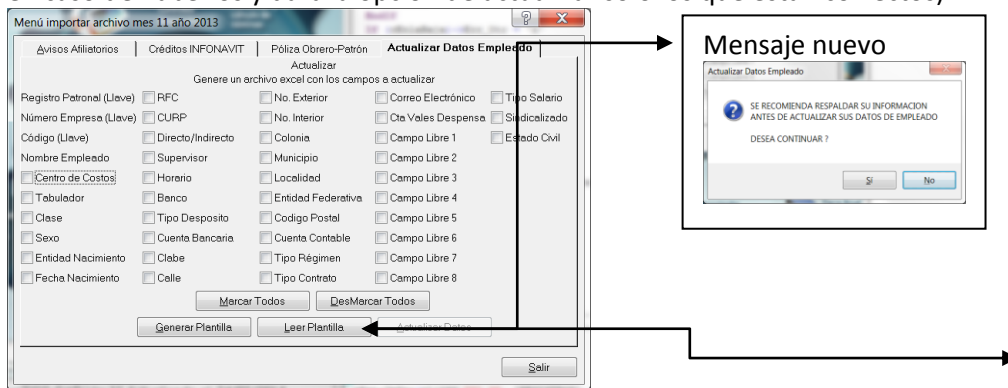 Menú importar archivo mes 11 año 2013
Avisos Afiliatorios Créditos INFONAVIT Póliza Obrero-Patrón Actualizar Datos Empleado
Actualizar
Genere un archivo excel con los campos a actualizar
Registro Patronal (Llave) RFC No. Exterior Correo Electrónico Tipo Salario
Número Empresa (Llave) CURP No. Interior Cta Vales Despensa Sindicalizado
Código (Llave) Directo/Indirecto Colonia Campo Libre 1 Estado Civil
Nombre Empleado Supervisor Municipio Campo Libre 2
Centro de Costos Horario Localidad Campo Libre 3
Tabulador Banco Entidad Federativa Campo Libre 4
Clase Tipo Desposito Codigo Postal Campo Libre 5
Sexo Cuenta Bancaria Cuenta Contable Campo Libre 6
Entidad Nacimiento Clabe Tipo Régimen Campo Libre 7
Fecha Nacimiento Calle Tipo Contrato Campo Libre 8
Marcar Todos DesMarcar Todos
Generar Plantilla Leer Plantilla Actualizar Datos
Salir
Mensaje nuevo
Actualizar Datos Empleado
SE RECOMIENDA RESPALDAR SU INFORMACION
ANTES DE ACTUALIZAR SUS DATOS DE EMPLEADO
DESEA CONTINUAR ?
Sí No